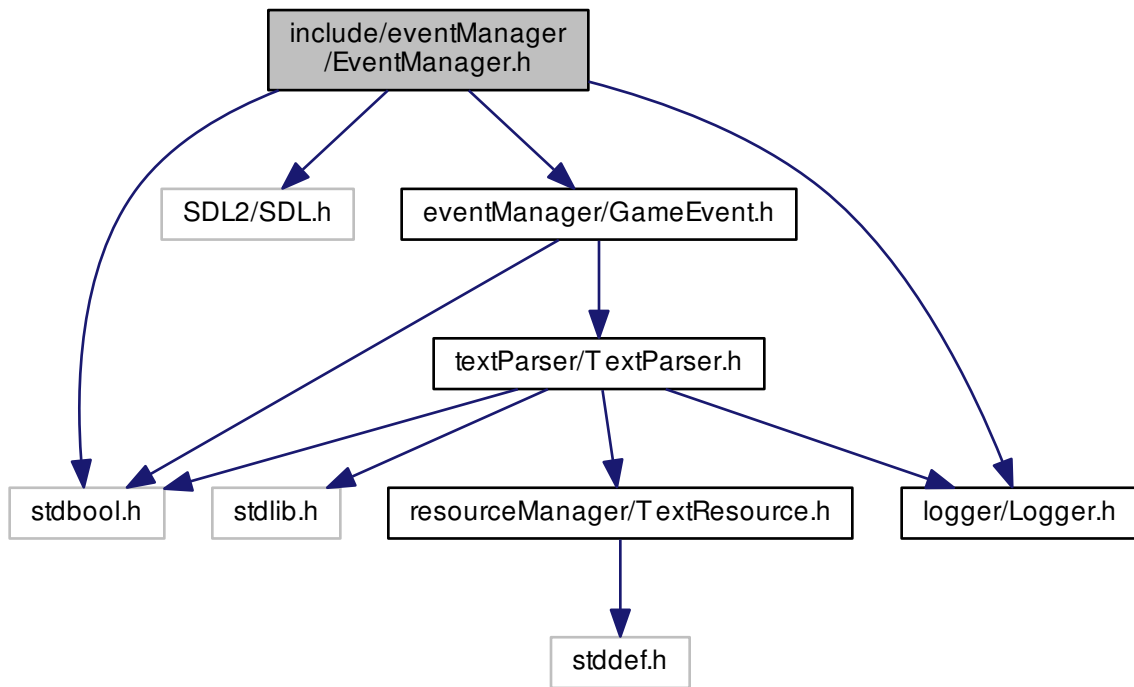 include/eventManager
/EventManager.h
SDL2/SDL.h
eventManager/GameEvent.h
textParser/TextParser.h
stdbool.h
stdlib.h
resourceManager/TextResource.h
logger/Logger.h
stddef.h